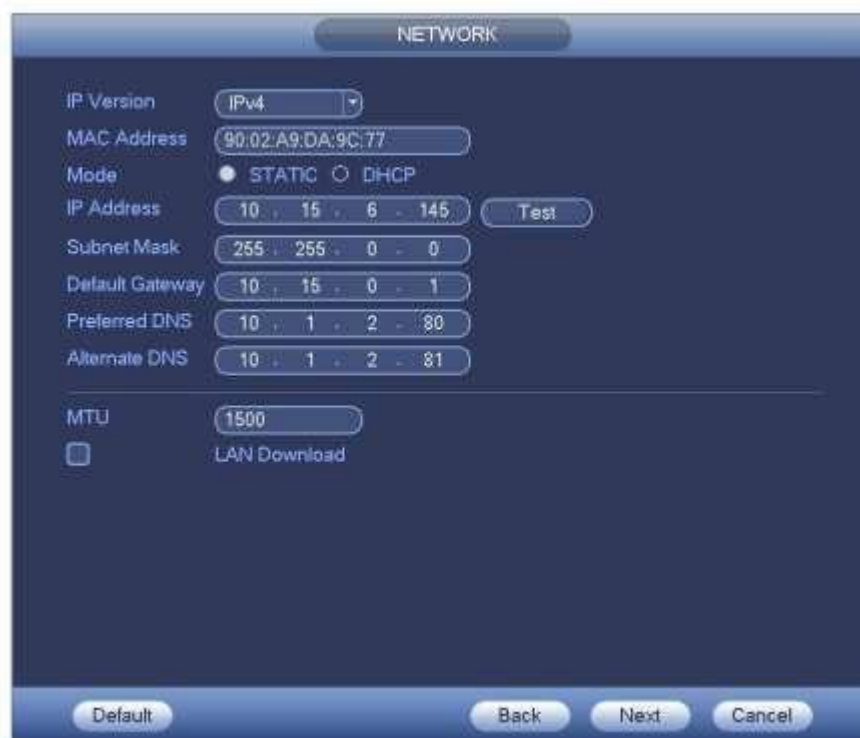 NETWORK
IP Version IPv4
MAC Address 90:02:A9:DA:9C:77
Mode STATIC DHCP
IP Address 10 . 15 . 6 . 145 Test
Subnet Mask 255 . 255 . 0 . 0
Default Gateway 10 . 15 . 0 . 1
Preferred DNS 10 . 1 . 2 . 80
Alternate DNS 10 . 1 . 2 . 81
MTU 1500
LAN Download
Default Back Next Cancel